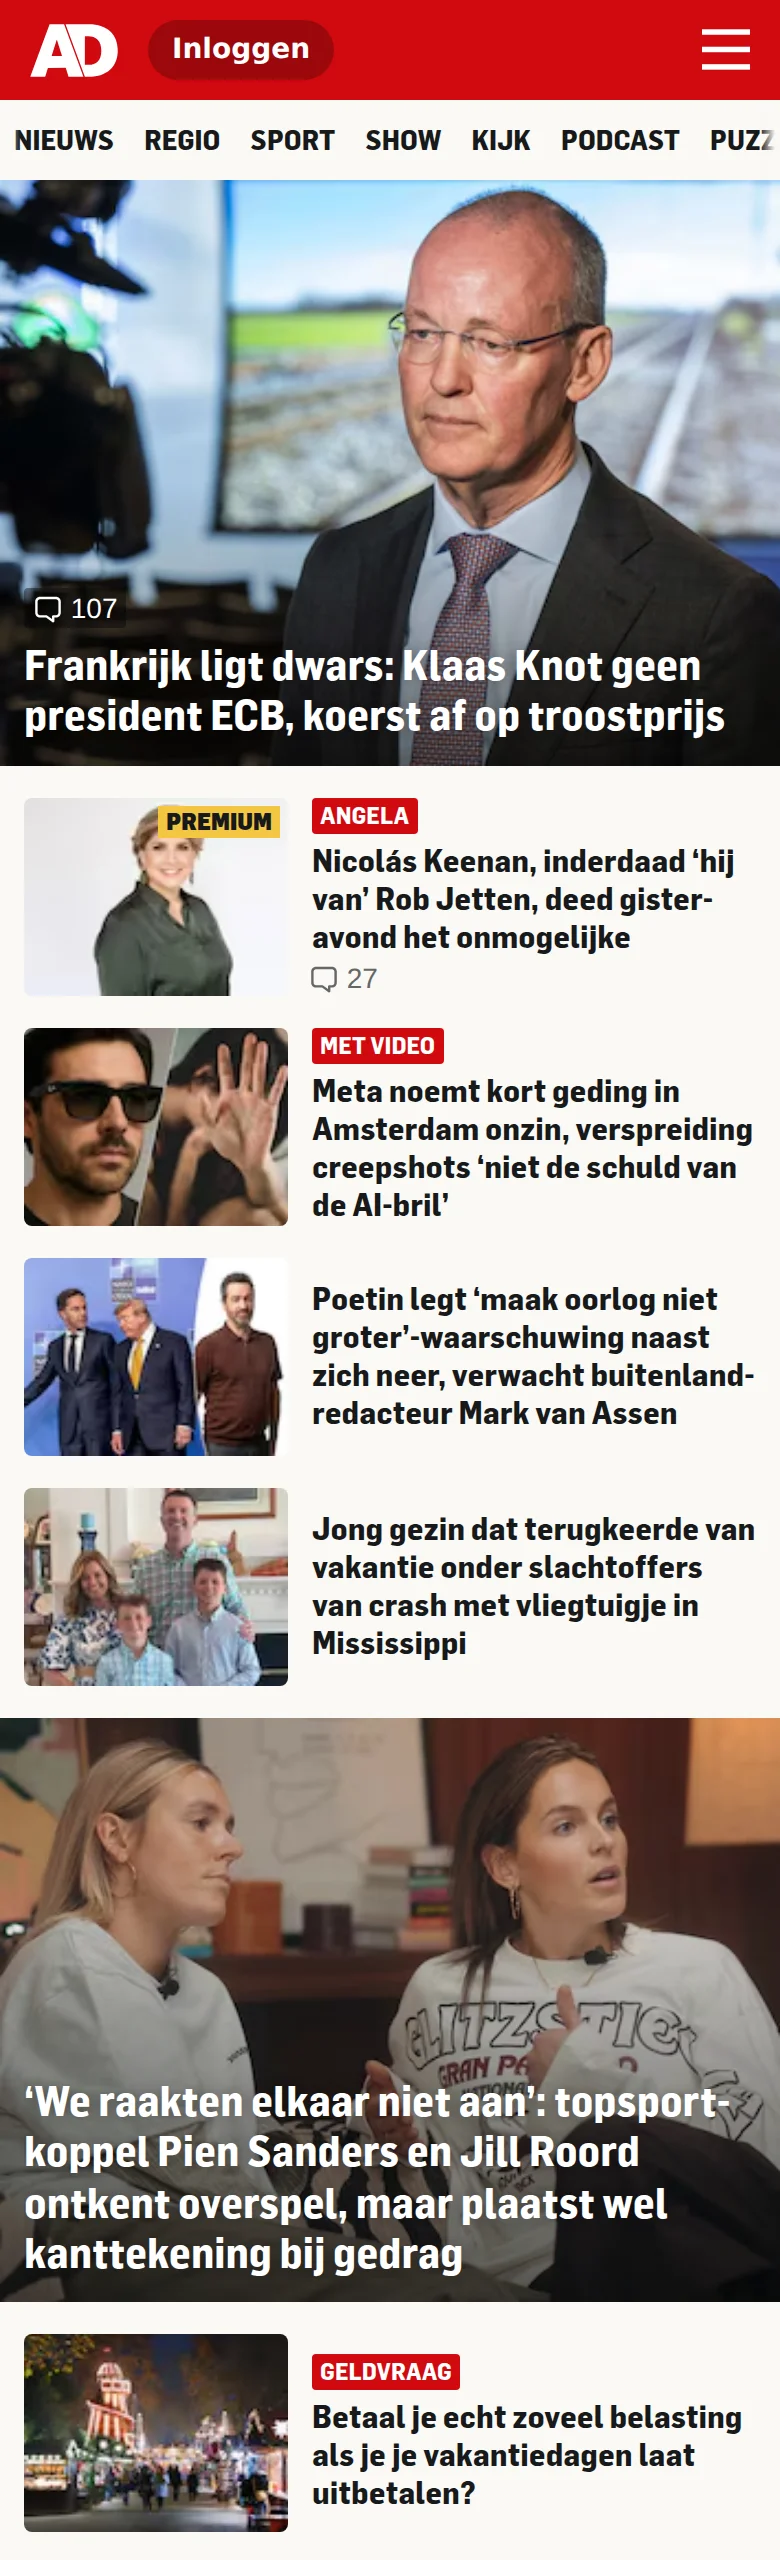 AD
Inloggen
NIEUWS REGIO SPORT SHOW KIJK PODCAST PUZZ
107
Frankrijk ligt dwars: Klaas Knot geen
president ECB, koerst af op troostprijs
PREMIUM
ANGELA
Nicolás Keenan, inderdaad ‘hij
van’ Rob Jetten, deed gister-
avond het onmogelijke
27
MET VIDEO
Meta noemt kort geding in
Amsterdam onzin, verspreiding
creepshots ‘niet de schuld van
de AI-bril’
Poetin legt ‘maak oorlog niet
groter’-waarschuwing naast
zich neer, verwacht buitenland-
redacteur Mark van Assen
Jong gezin dat terugkeerde van
vakantie onder slachtoffers
van crash met vliegtuigje in
Mississippi
GRAN PA
‘We raakten elkaar niet aan’: topsport-
koppel Pien Sanders en Jill Roord
ontkent overspel, maar plaatst wel
kanttekening bij gedrag
GELDVRAAG
Betaal je echt zoveel belasting
als je je vakantiedagen laat
uitbetalen?